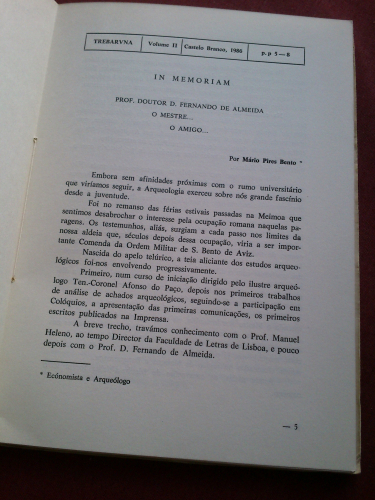 TREBARVNA
Volume II
Castelo Branco, 1980
p.p 5—8
IN MEMORIAM
PROF. DOUTOR D. FERNANDO DE ALMEIDA
O MESTRE...
O AMIGO...
Por Mário Pires Bento *
Embora sem afinidades próximas com o rumo universitário
que viríamos seguir, a Arqueologia exerceu sobre nós grande fascínio
desde a juventude.
Foi no remanso das férias estivais passadas na Meimoa que
sentimos desabrochar o interesse pela ocupação romana naquelas pa-
ragens. Os testemunhos, aliás, surgiam a cada passo nos limites da
nossa aldeia que, séculos depois dessa ocupação, viria a ser impor-
tante Comenda da Ordem Militar de S. Bento de Aviz.
Nascida do apelo telúrico, a teia aliciante dos estudos arqueo-
lógicos foi-nos envolvendo progressivamente.
Primeiro, num curso de iniciação dirigido pelo ilustre arqueó-
logo Ten.-Coronel Afonso do Paço, depois nos primeiros trabalhos
de análise de achados arqueológicos, seguindo-se a participação em
Colóquios, a apresentação das primeiras comunicações, os primeiros
escritos publicados na Imprensa.
A breve trecho, travámos conhecimento com o Prof. Manuel
Heleno, ao tempo Director da Faculdade de Letras de Lisboa, e pouco
depois com o Prof. D. Fernando de Almeida.
* Ecónomista e Arqueólogo
— 5